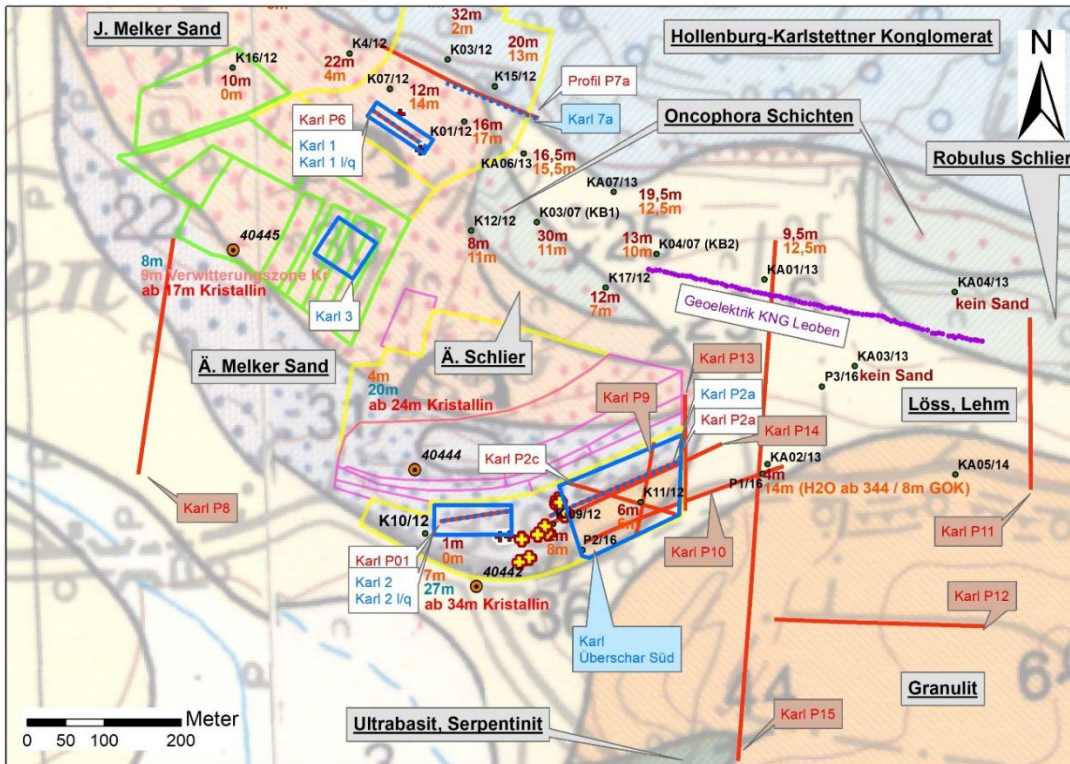 32m
2m
J. Melker Sand
K4/12
22m
4m
K03/12
20m
13m
Hollenburg-Karlstettner Konglomerat
N
K16/12
10m
0m
K07/12
12m
14m
K15/12
Profil P7a
Karl 7a
Karl P6
Karl 1
Karl 1 l/q
K01/12
16m
17m
Oncophora Schichten
KA06/13
16,5m
15,5m
Robulus Schlier
KA07/13
19,5m
12,5m
22
40445
K12/12
8m
11m
K03/07 (KB1)
30m
11m
13m
10m
K04/07 (KB2)
9,5m
12,5m
KA01/13
KA04/13
kein Sand
8m
9m Verwitterungszone Kr
ab 17m Kristallin
K17/12
12m
7m
Geoelektrik KNG Leoben
Karl 3
Ä. Melker Sand
Ä. Schlier
4m
20m
ab 24m Kristallin
Karl P13
KA03/13
kein Sand
P3/16
Karl P9
Karl P2a
Karl P2a
Löss, Lehm
Karl P14
31
40444
Karl P2c
KA02/13
P1/16
4m
14m (H2O ab 344 / 8m GOK)
KA05/14
Karl P8
K11/12
6m
K10/12
K09/12
8m
1m
0m
P2/16
Karl P10
Karl P11
Karl P01
Karl 2
Karl 2 l/q
7m
27m
ab 34m Kristallin
40442
36
Karl P12
Karl
Überschar Süd
Granulit
6
Meter
0 50 100 200
Ultrabasit, Serpentinit
44
Karl P15